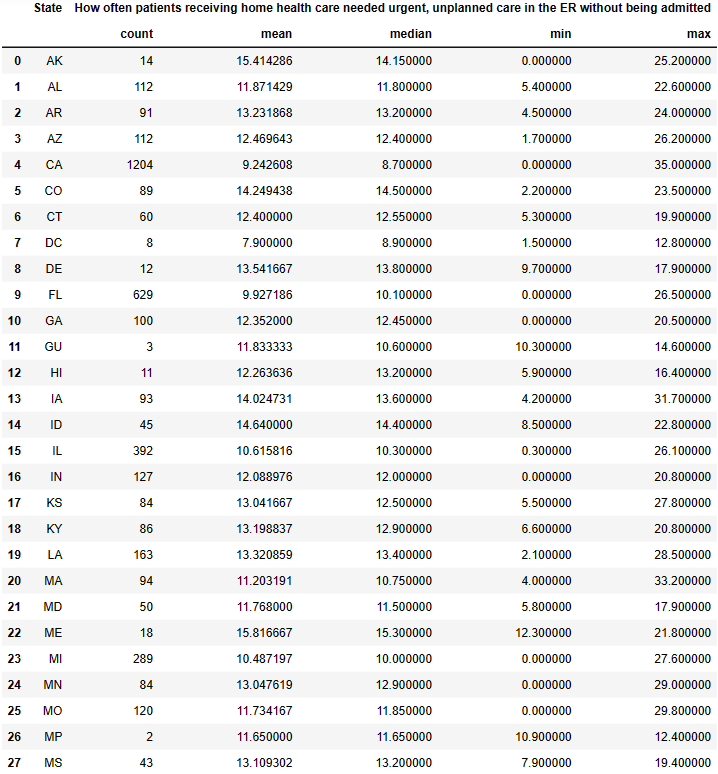 State How often patients receiving home health care needed urgent, unplanned care in the ER without being admitted
count mean median min max
0 AK 14 15.414286 14.150000 0.000000 25.200000
1 AL 112 11.871429 11.800000 5.400000 22.600000
2 AR 91 13.231868 13.200000 4.500000 24.000000
3 AZ 112 12.469643 12.400000 1.700000 26.200000
4 CA 1204 9.242608 8.700000 0.000000 35.000000
5 CO 89 14.249438 14.500000 2.200000 23.500000
6 CT 60 12.400000 12.550000 5.300000 19.900000
7 DC 8 7.900000 8.900000 1.500000 12.800000
8 DE 12 13.541667 13.800000 9.700000 17.900000
9 FL 629 9.927186 10.100000 0.000000 26.500000
10 GA 100 12.352000 12.450000 0.000000 20.500000
11 GU 3 11.833333 10.600000 10.300000 14.600000
12 HI 11 12.263636 13.200000 5.900000 16.400000
13 IA 93 14.024731 13.600000 4.200000 31.700000
14 ID 45 14.640000 14.400000 8.500000 22.800000
15 IL 392 10.615816 10.300000 0.300000 26.100000
16 IN 127 12.088976 12.000000 0.000000 20.800000
17 KS 84 13.041667 12.500000 5.500000 27.800000
18 KY 86 13.198837 12.900000 6.600000 20.800000
19 LA 163 13.320859 13.400000 2.100000 28.500000
20 MA 94 11.203191 10.750000 4.000000 33.200000
21 MD 50 11.768000 11.500000 5.800000 17.900000
22 ME 18 15.816667 15.300000 12.300000 21.800000
23 MI 289 10.487197 10.000000 0.000000 27.600000
24 MN 84 13.047619 12.900000 0.000000 29.000000
25 MO 120 11.734167 11.850000 0.000000 29.800000
26 MP 2 11.650000 11.650000 10.900000 12.400000
27 MS 43 13.109302 13.200000 7.900000 19.400000